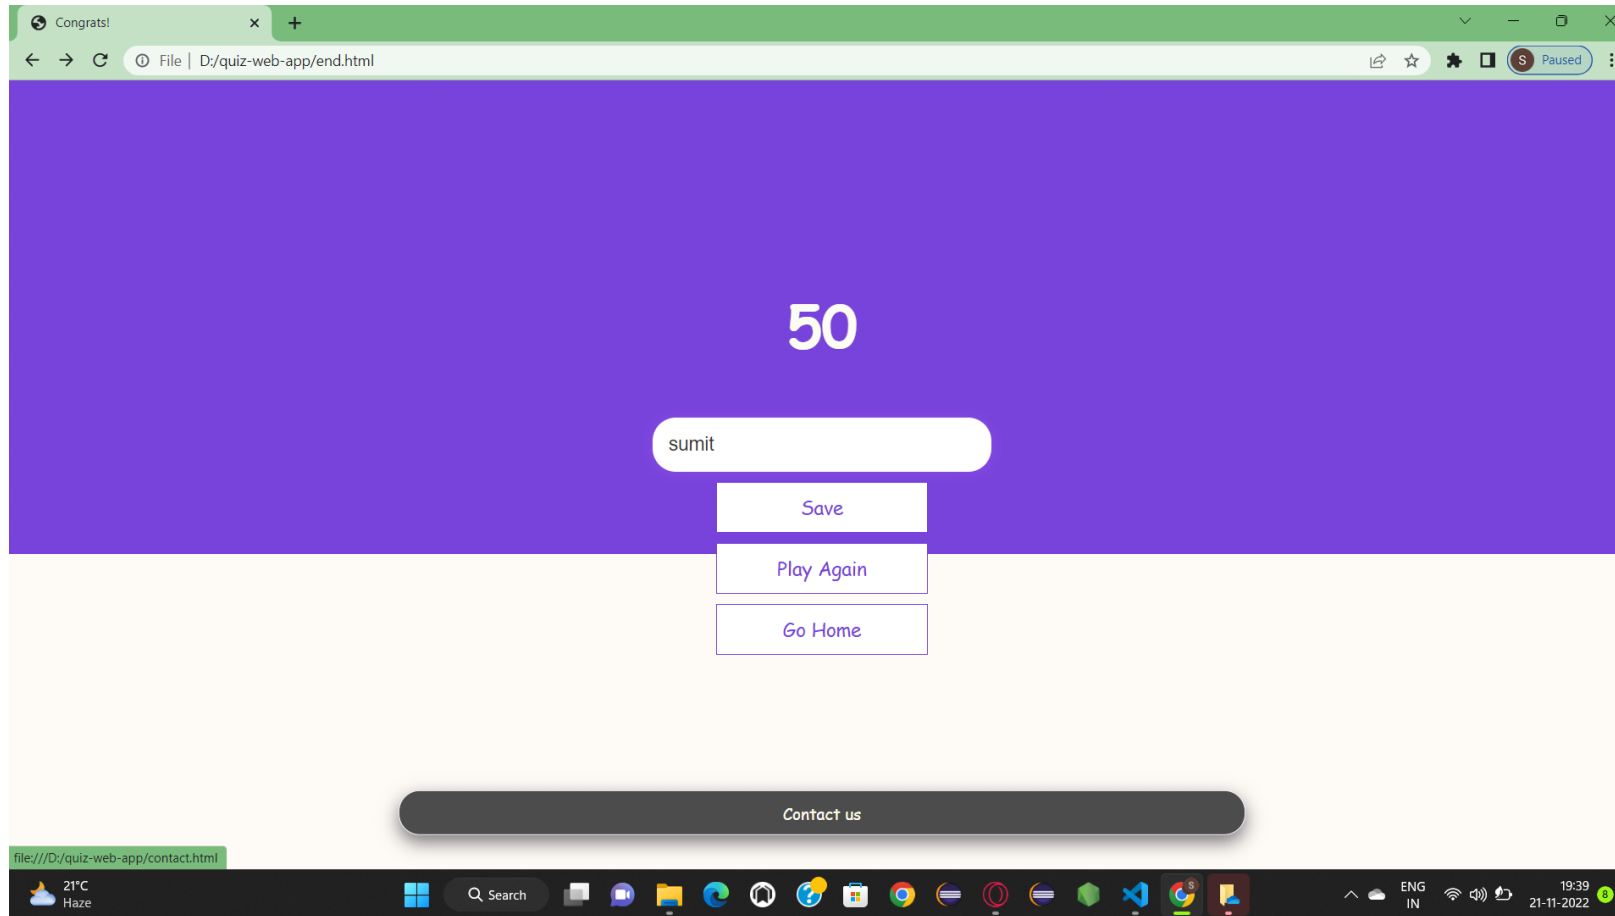 Congrats!
File | D:/quiz-web-app/end.html
S Paused
50
sumit
Save
Play Again
Go Home
Contact us
file:///D:/quiz-web-app/contact.html
21°C
Haze
Search
S
ENG
IN
19:39
21-11-2022
8